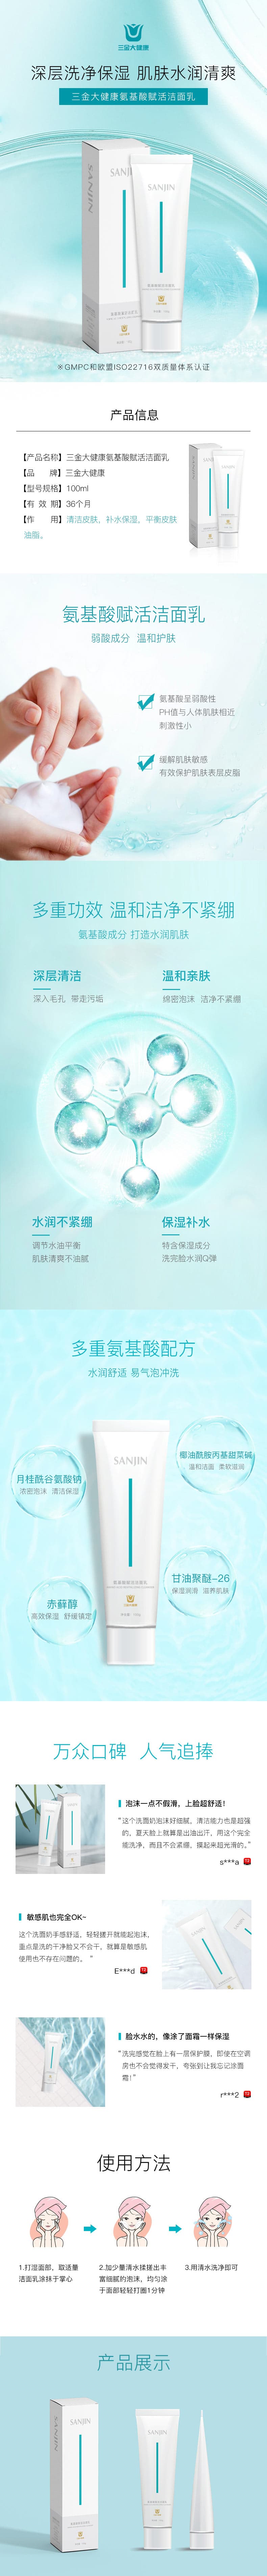 三金大健康
深层洗净保湿 肌肤水润清爽
三金大健康氨基酸赋活洁面乳
SANJIN
SANJIN
※GMPC和欧盟ISO22716双质量体系认证
产品信息
【产品名称】三金大健康氨基酸赋活洁面乳
【品 牌】三金大健康
【型号规格】100ml
【有 效 期】36个月
【作 用】清洁皮肤，补水保湿，平衡皮肤
油脂。
氨基酸赋活洁面乳
弱酸成分 温和护肤
氨基酸呈弱酸性
PH值与人体肌肤相近
刺激性小
缓解肌肤敏感
有效保护肌肤表层皮脂
多重功效 温和洁净不紧绷
氨基酸成分 打造水润肌肤
深层清洁
深入毛孔 带走污垢
温和亲肤
绵密泡沫 洁净不紧绷
水润不紧绷
调节水油平衡
肌肤清爽不油腻
保湿补水
特含保湿成分
洗完脸水润Q弹
多重氨基酸配方
水润舒适 易气泡冲洗
SANJIN
椰油酰胺丙基甜菜碱
温和洁面 柔软滋润
月桂酰谷氨酸钠
浓密泡沫 清洁保湿
甘油聚醚-26
保湿润滑 滋养肌肤
赤藓醇
高效保湿 舒缓镇定
万众口碑 人气追捧
泡沫一点不假滑，上脸超舒适！
“这个洗面奶泡沫好细腻，清洁能力也是超强
的，夏天脸上就算是出油出汗，用这个完全
能洗净，而且不会紧绷，摸起来超光滑的。”
s***a
敏感肌也完全OK~
这个洗面奶手感舒适，轻轻搓开就能起泡沫，
重点是洗的干净脸又不会干，就算是敏感肌
使用也不存在问题的。 ”
E***d
脸水水的，像涂了面霜一样保湿
“洗完感觉在脸上有一层保护膜，即使在空调
房也不会觉得发干，夸张到让我忘记涂面
霜！”
r***2
使用方法
1.打湿面部，取适量
洁面乳涂抹于掌心
2.加少量清水揉搓出丰
富细腻的泡沫，均匀涂
于面部轻轻打圈1分钟
3.用清水洗净即可
产品展示
SANJIN
SANJIN